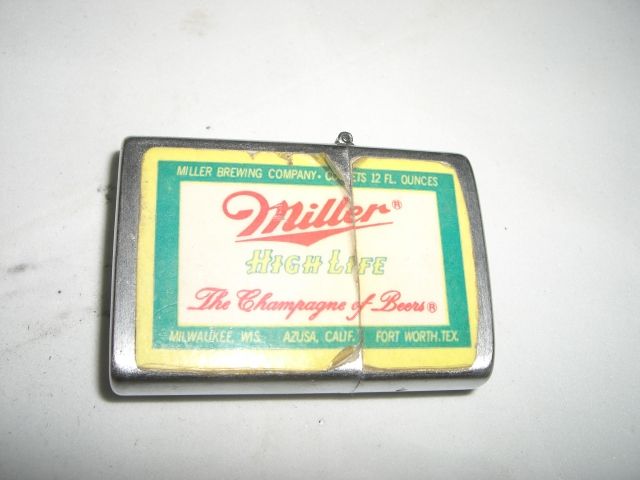 MILLER BREWING COMPANY · 12 FL. OUNCES
Miller®
HIGH LIFE
The Champagne of Beers®
MILWAUKEE, WIS. AZUSA, CALIF. FORT WORTH, TEX.